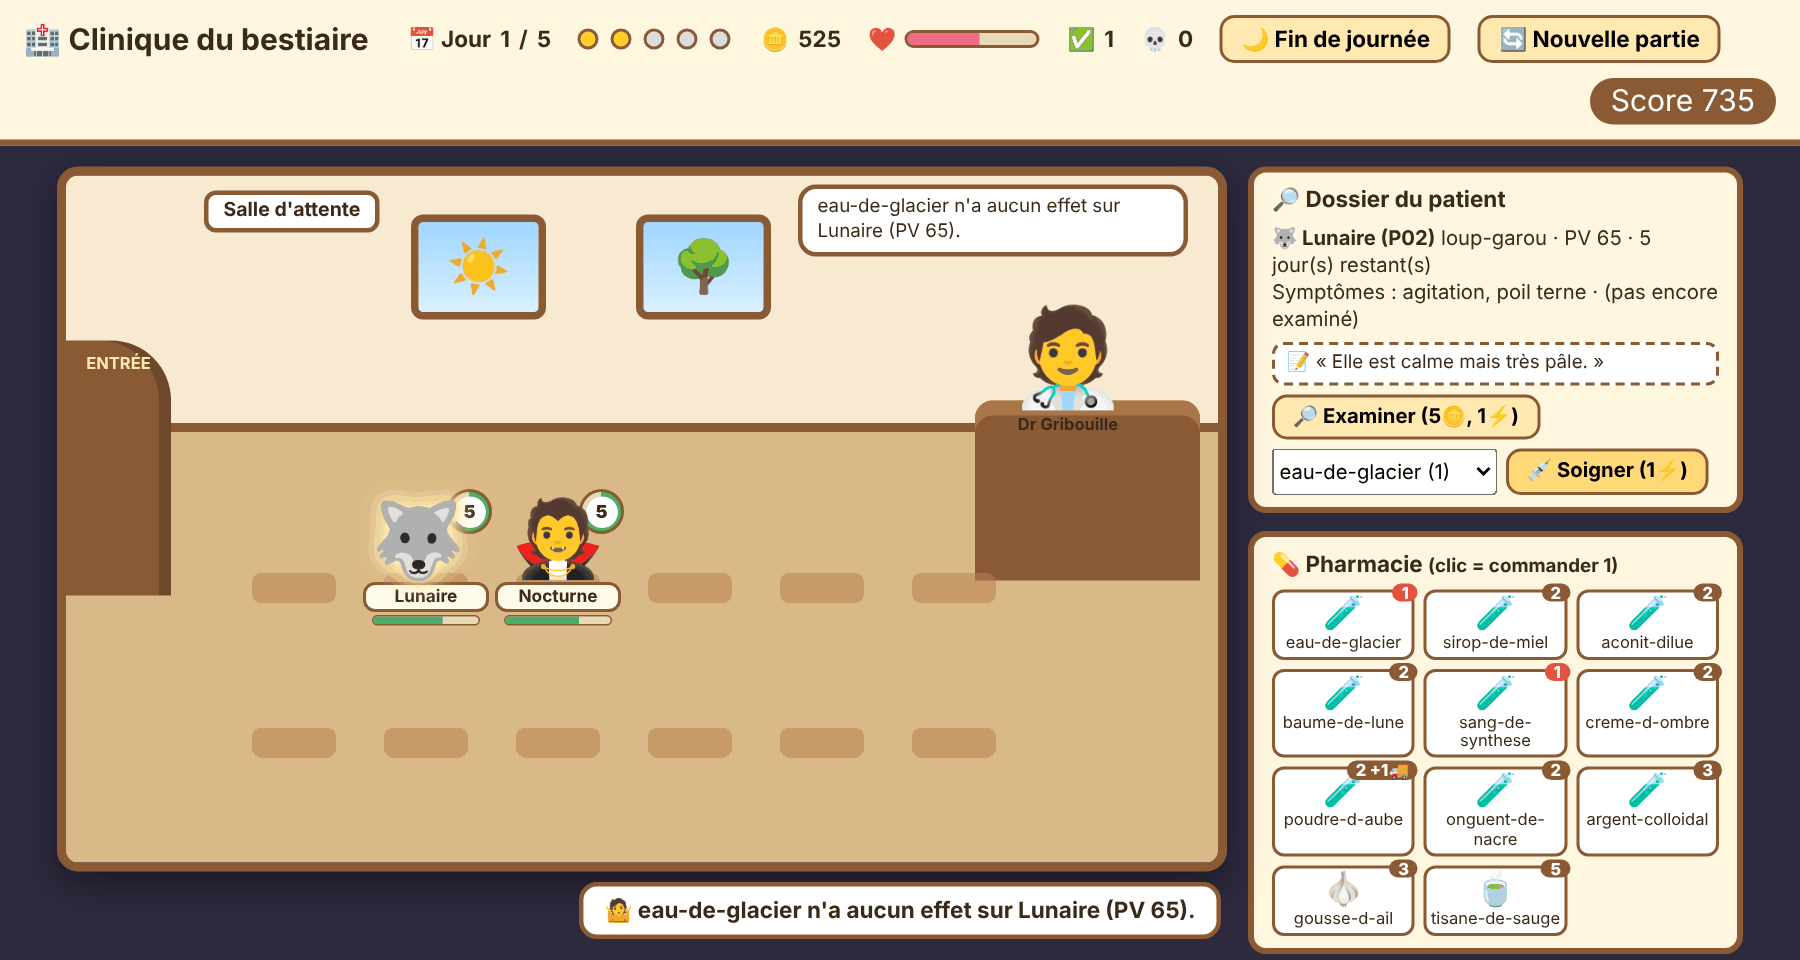 Clinique du bestiaire
Jour 1 / 5
525
1
0
Fin de journée
Nouvelle partie
Score 735
Salle d'attente
eau-de-glacier n'a aucun effet sur
Lunaire (PV 65).
ENTRÉE
Dr Gribouille
5
5
Lunaire
Nocturne
eau-de-glacier n'a aucun effet sur Lunaire (PV 65).
Dossier du patient
Lunaire (P02) loup-garou · PV 65 · 5
jour(s) restant(s)
Symptômes : agitation, poil terne · (pas encore
examiné)
« Elle est calme mais très pâle. »
Examiner (5🪙, 1⚡)
eau-de-glacier (1)
Soigner (1⚡)
Pharmacie (clic = commander 1)
1
eau-de-glacier
2
sirop-de-miel
2
aconit-dilue
2
baume-de-lune
1
sang-de-
synthese
2
creme-d-ombre
2 +1🚚
poudre-d-aube
2
onguent-de-
nacre
3
argent-colloidal
3
gousse-d-ail
5
tisane-de-sauge